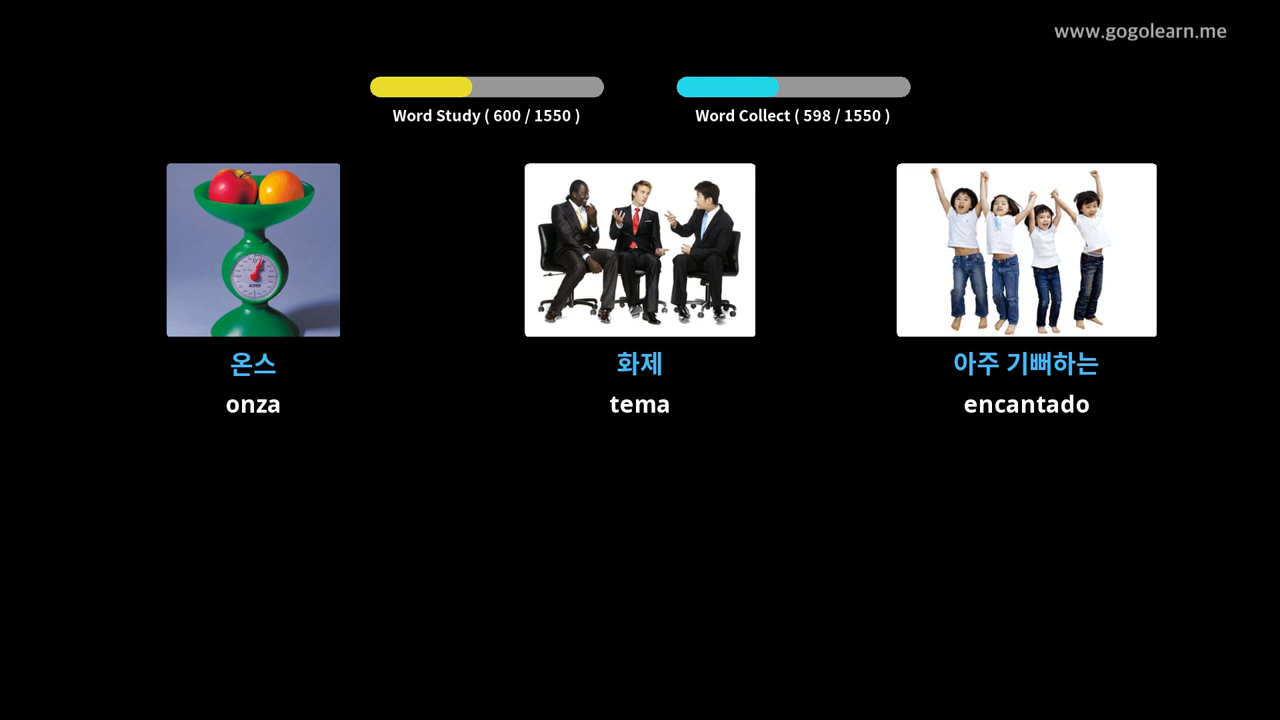 www.gogolearn.me
Word Study ( 600 / 1550 )
Word Collect ( 598 / 1550 )
온스
화제
아주 기뻐하는
onza
tema
encantado